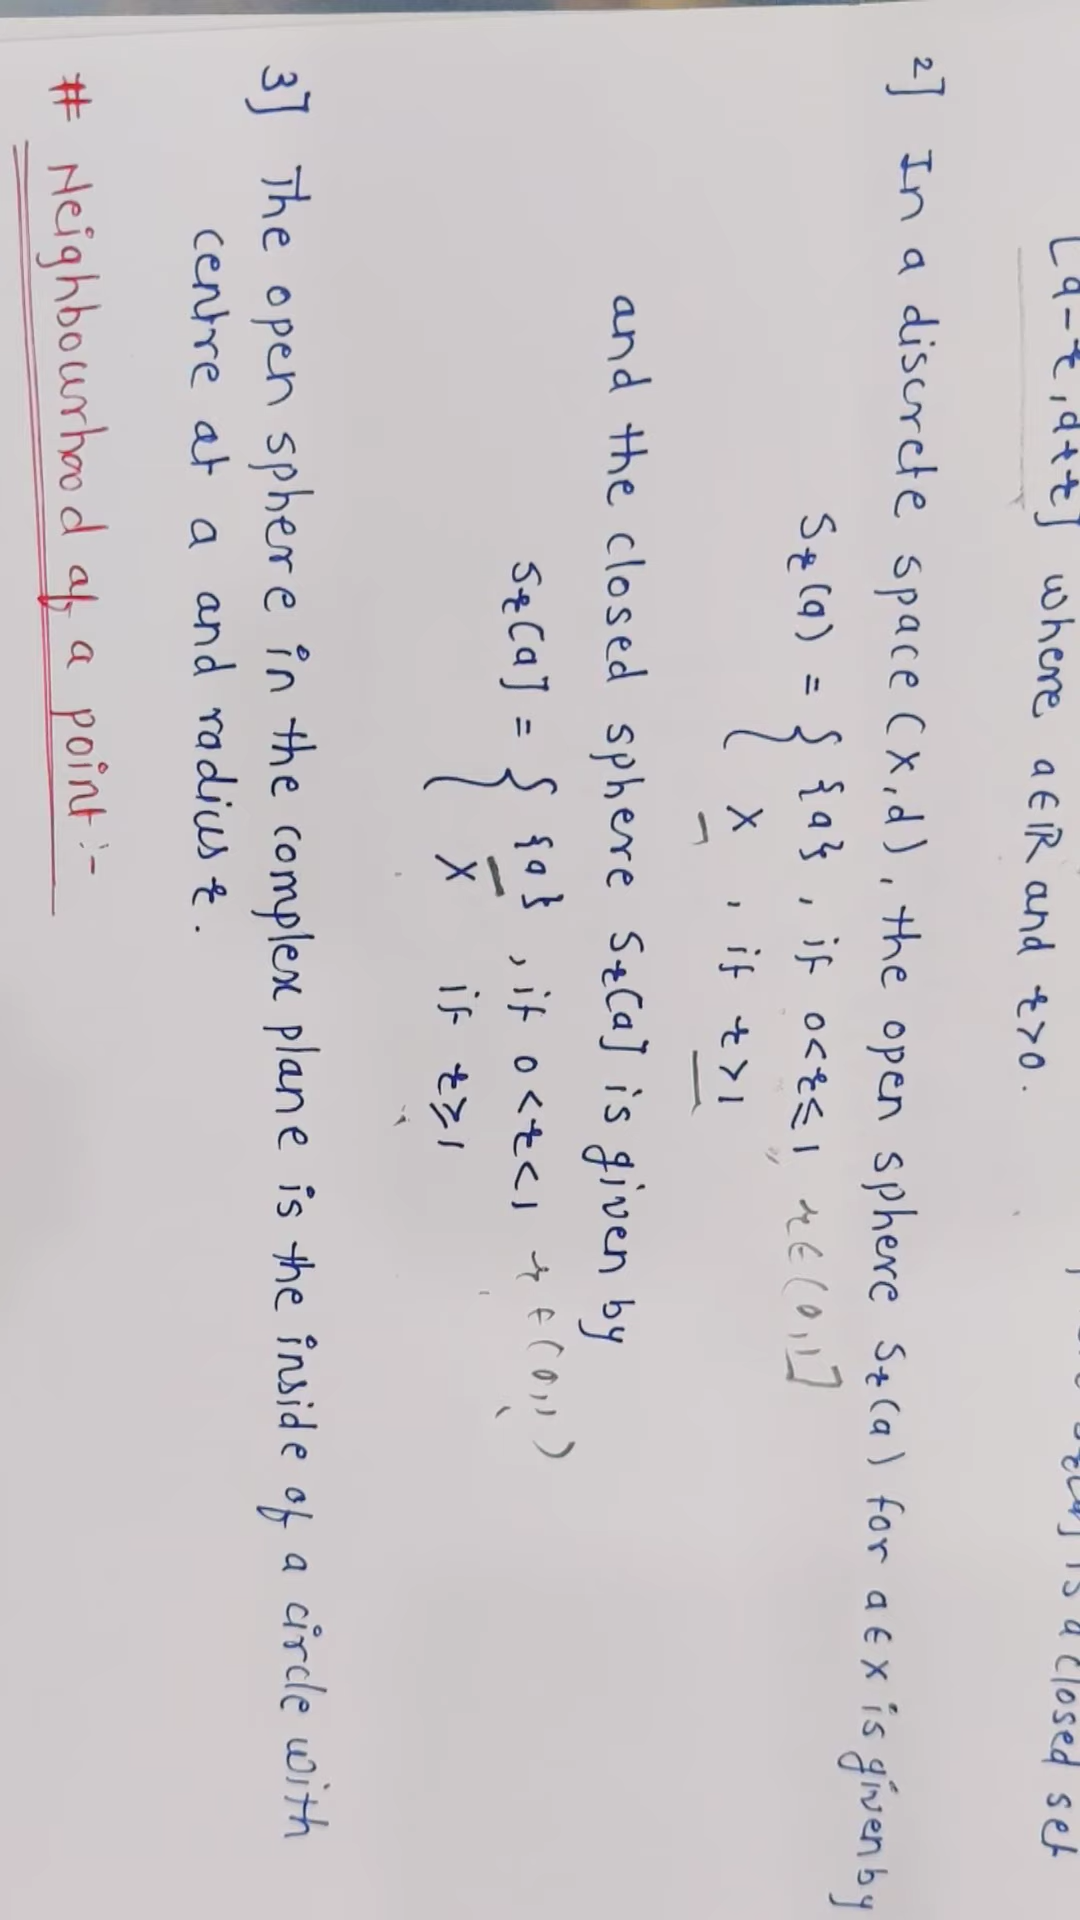 [a-r, a+r] where a∈R and r>0.
is a closed set
2] In a discrete space (X,d), the open sphere Sr(a) for a∈X is given by
Sr(a) = { {a}, if 0<r≤1 r∈(0,1]
X, if r>1
and the closed sphere Sr[a] is given by
Sr[a] = { {a}, if 0<r<1 r∈(0,1)
X if r≥1
3] The open sphere in the complex plane is the inside of a circle with
centre at a and radius r.
# Neighbourhood of a point :-